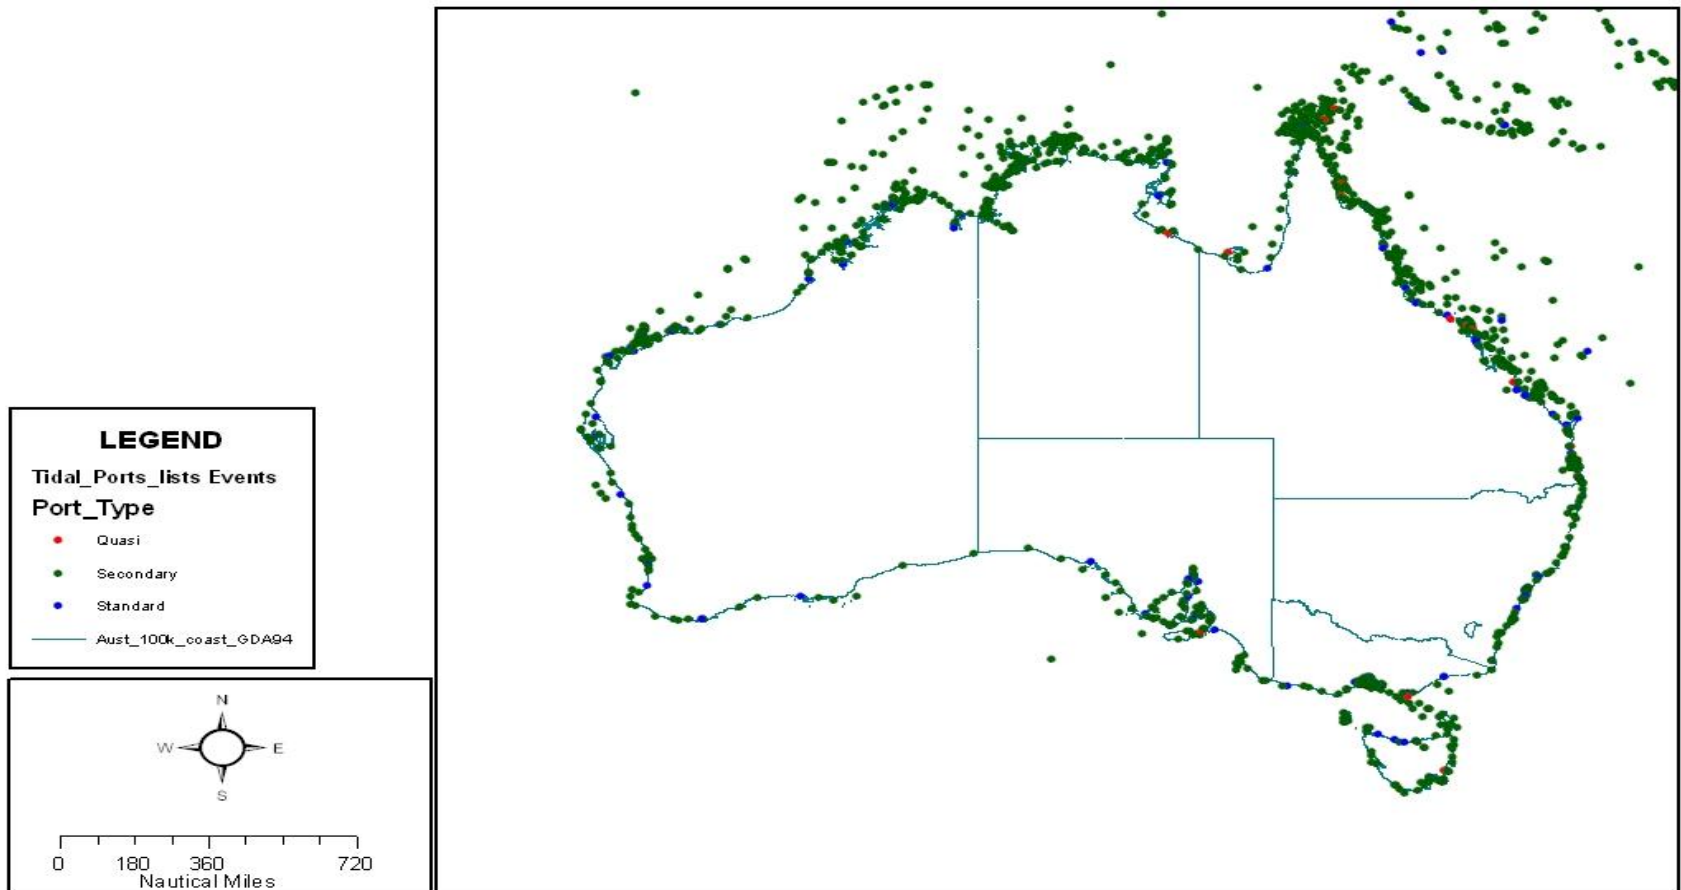 LEGEND
Tidal_Ports_lists Events
Port_Type
Quasi
Secondary
Standard
Aust_100k_coast_GDA94
N
W E
S
0 180 360 720
Nautical Miles